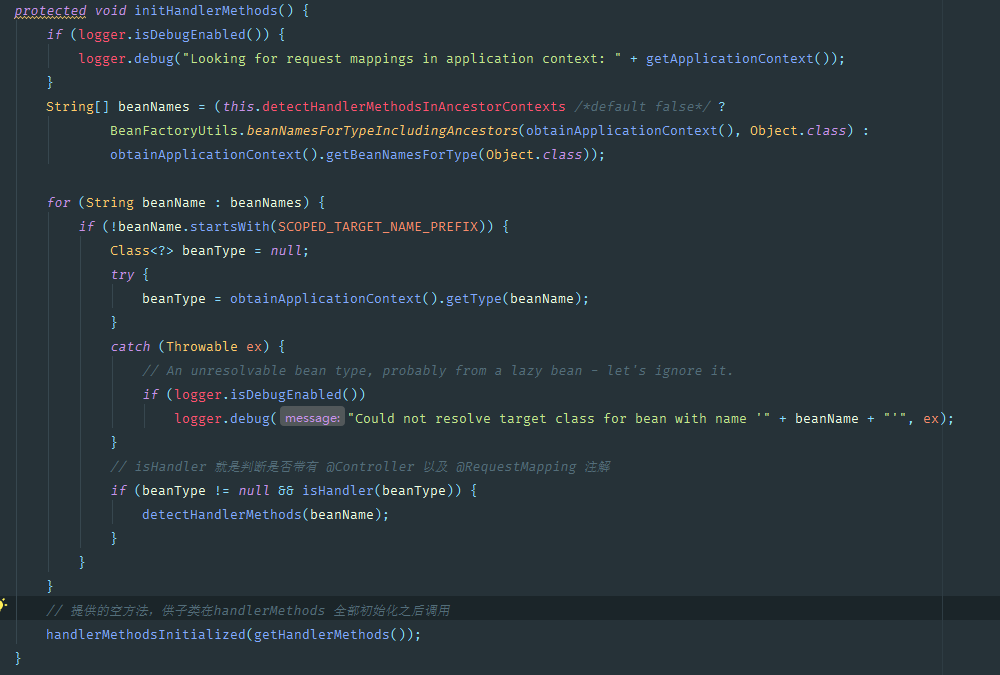 protected void initHandlerMethods() {
if (logger.isDebugEnabled()) {
logger.debug("Looking for request mappings in application context: " + getApplicationContext());
}
String[] beanNames = (this.detectHandlerMethodsInAncestorContexts /*default false*/ ?
BeanFactoryUtils.beanNamesForTypeIncludingAncestors(obtainApplicationContext(), Object.class) :
obtainApplicationContext().getBeanNamesForType(Object.class));
for (String beanName : beanNames) {
if (!beanName.startsWith(SCOPED_TARGET_NAME_PREFIX)) {
Class<?> beanType = null;
try {
beanType = obtainApplicationContext().getType(beanName);
}
catch (Throwable ex) {
// An unresolvable bean type, probably from a lazy bean - let's ignore it.
if (logger.isDebugEnabled())
logger.debug( message: "Could not resolve target class for bean with name '" + beanName + "'", ex);
}
// isHandler 就是判断是否带有 @Controller 以及 @RequestMapping 注解
if (beanType != null && isHandler(beanType)) {
detectHandlerMethods(beanName);
}
}
}
// 提供的空方法，供子类在handlerMethods 全部初始化之后调用
handlerMethodsInitialized(getHandlerMethods());
}